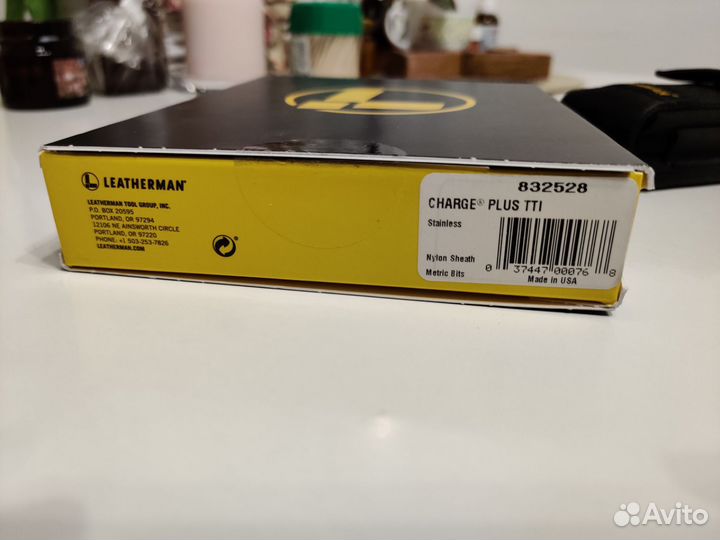 LEATHERMAN
LEATHERMAN TOOL GROUP, INC.
P.O. BOX 20595
PORTLAND, OR 97294
12106 NE AINSWORTH CIRCLE
PORTLAND, OR 97220
PHONE: +1 503-253-7826
LEATHERMAN.COM
832528
CHARGE® PLUS TTI
Stainless
Nylon Sheath
Metric Bits
0 37447 00076 8
Made in USA
Avito